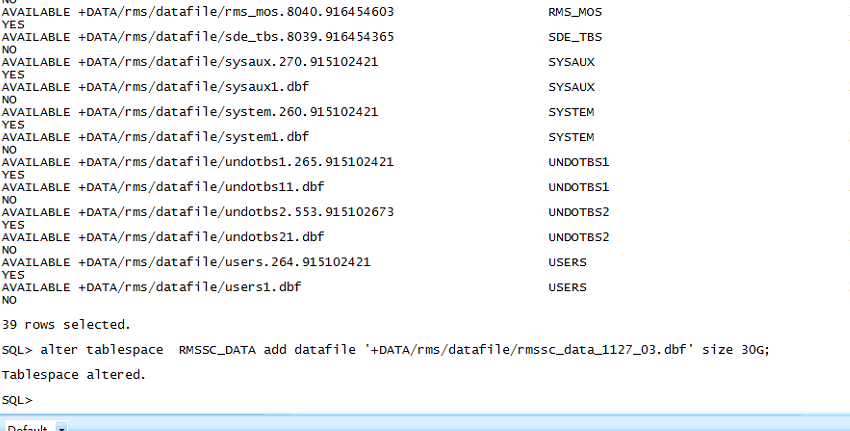 NO
AVAILABLE +DATA/rms/datafile/rms_mos.8040.916454603 RMS_MOS
YES
AVAILABLE +DATA/rms/datafile/sde_tbs.8039.916454365 SDE_TBS
NO
AVAILABLE +DATA/rms/datafile/sysaux.270.915102421 SYSAUX
YES
AVAILABLE +DATA/rms/datafile/sysaux1.dbf SYSAUX
NO
AVAILABLE +DATA/rms/datafile/system.260.915102421 SYSTEM
YES
AVAILABLE +DATA/rms/datafile/system1.dbf SYSTEM
NO
AVAILABLE +DATA/rms/datafile/undotbs1.265.915102421 UNDOTBS1
YES
AVAILABLE +DATA/rms/datafile/undotbs11.dbf UNDOTBS1
NO
AVAILABLE +DATA/rms/datafile/undotbs2.553.915102673 UNDOTBS2
YES
AVAILABLE +DATA/rms/datafile/undotbs21.dbf UNDOTBS2
NO
AVAILABLE +DATA/rms/datafile/users.264.915102421 USERS
YES
AVAILABLE +DATA/rms/datafile/users1.dbf USERS
NO
39 rows selected.
SQL> alter tablespace  RMSSC_DATA add datafile '+DATA/rms/datafile/rmssc_data_1127_03.dbf' size 30G;
Tablespace altered.
SQL>
Default